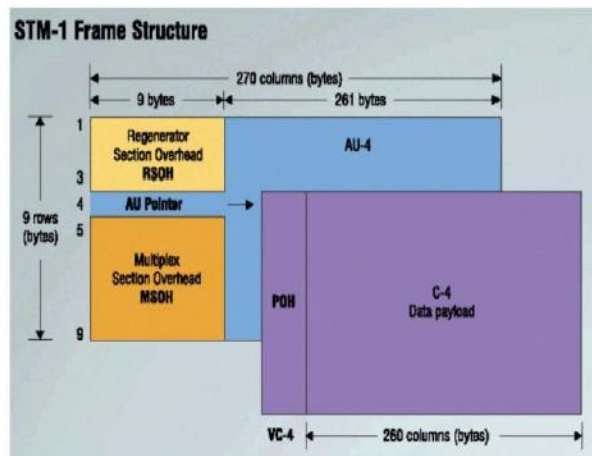 STM-1 Frame Structure
270 columns (bytes)
9 bytes
261 bytes
1
Regenerator
Section Overhead
RSOH
AU-4
3
4
AU Pointer
9 rows
(bytes)
5
Multiplex
Section Overhead
MSOH
POH
C-4
Data payload
9
VC-4
260 columns (bytes)